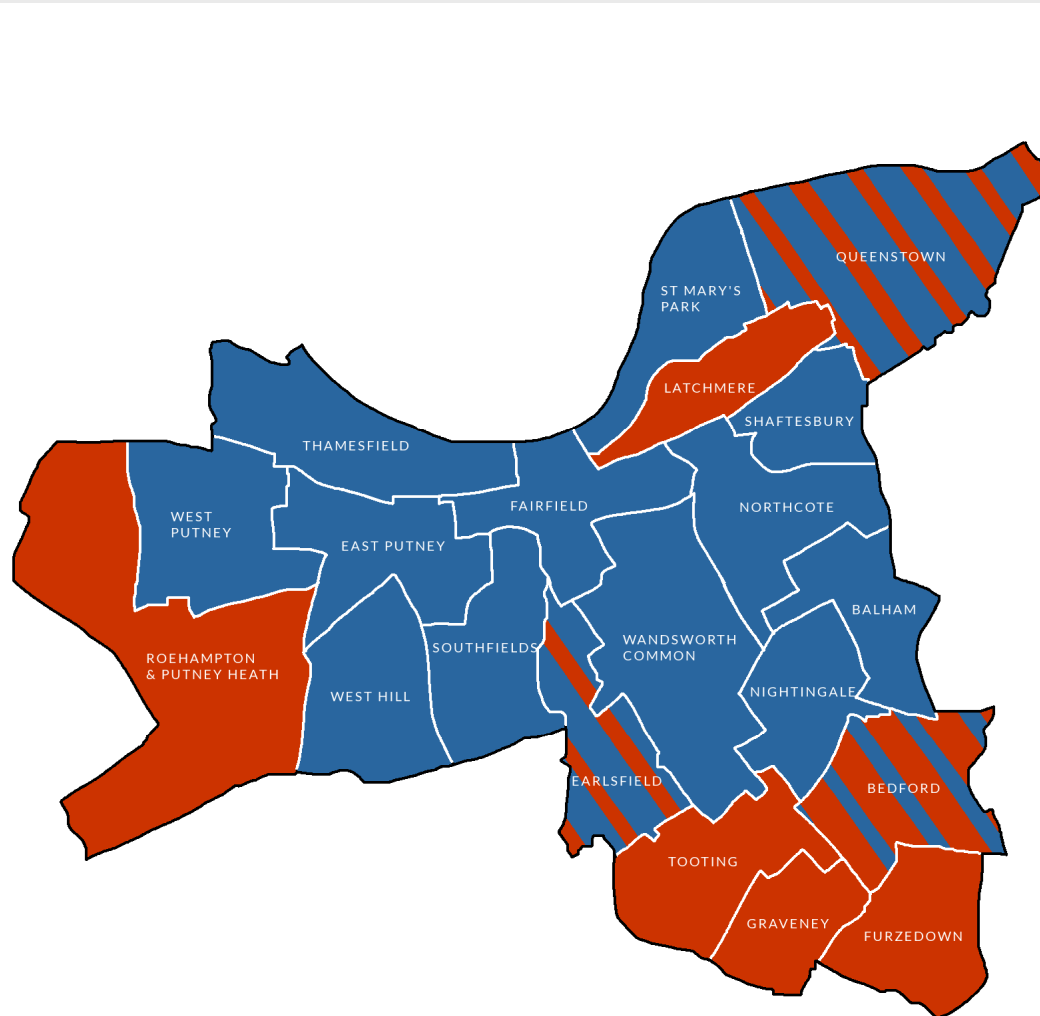 QUEENSTOWN
ST MARY'S
PARK
LATCHMERE
SHAFTESBURY
THAMESFIELD
FAIRFIELD
NORTHCOTE
WEST
PUTNEY
EAST PUTNEY
BALHAM
WANDSWORTH
COMMON
SOUTHFIELDS
ROEHAMPTON
& PUTNEY HEATH
WEST HILL
NIGHTINGALE
EARLSFIELD
BEDFORD
TOOTING
GRAVENEY
FURZEDOWN